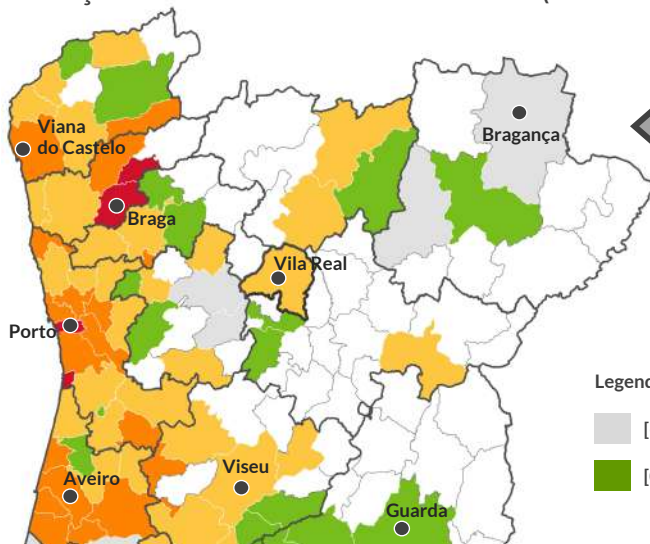 Viana
do Castelo
Bragança
Braga
Vila Real
Porto
Legend
Viseu
Aveiro
Guarda